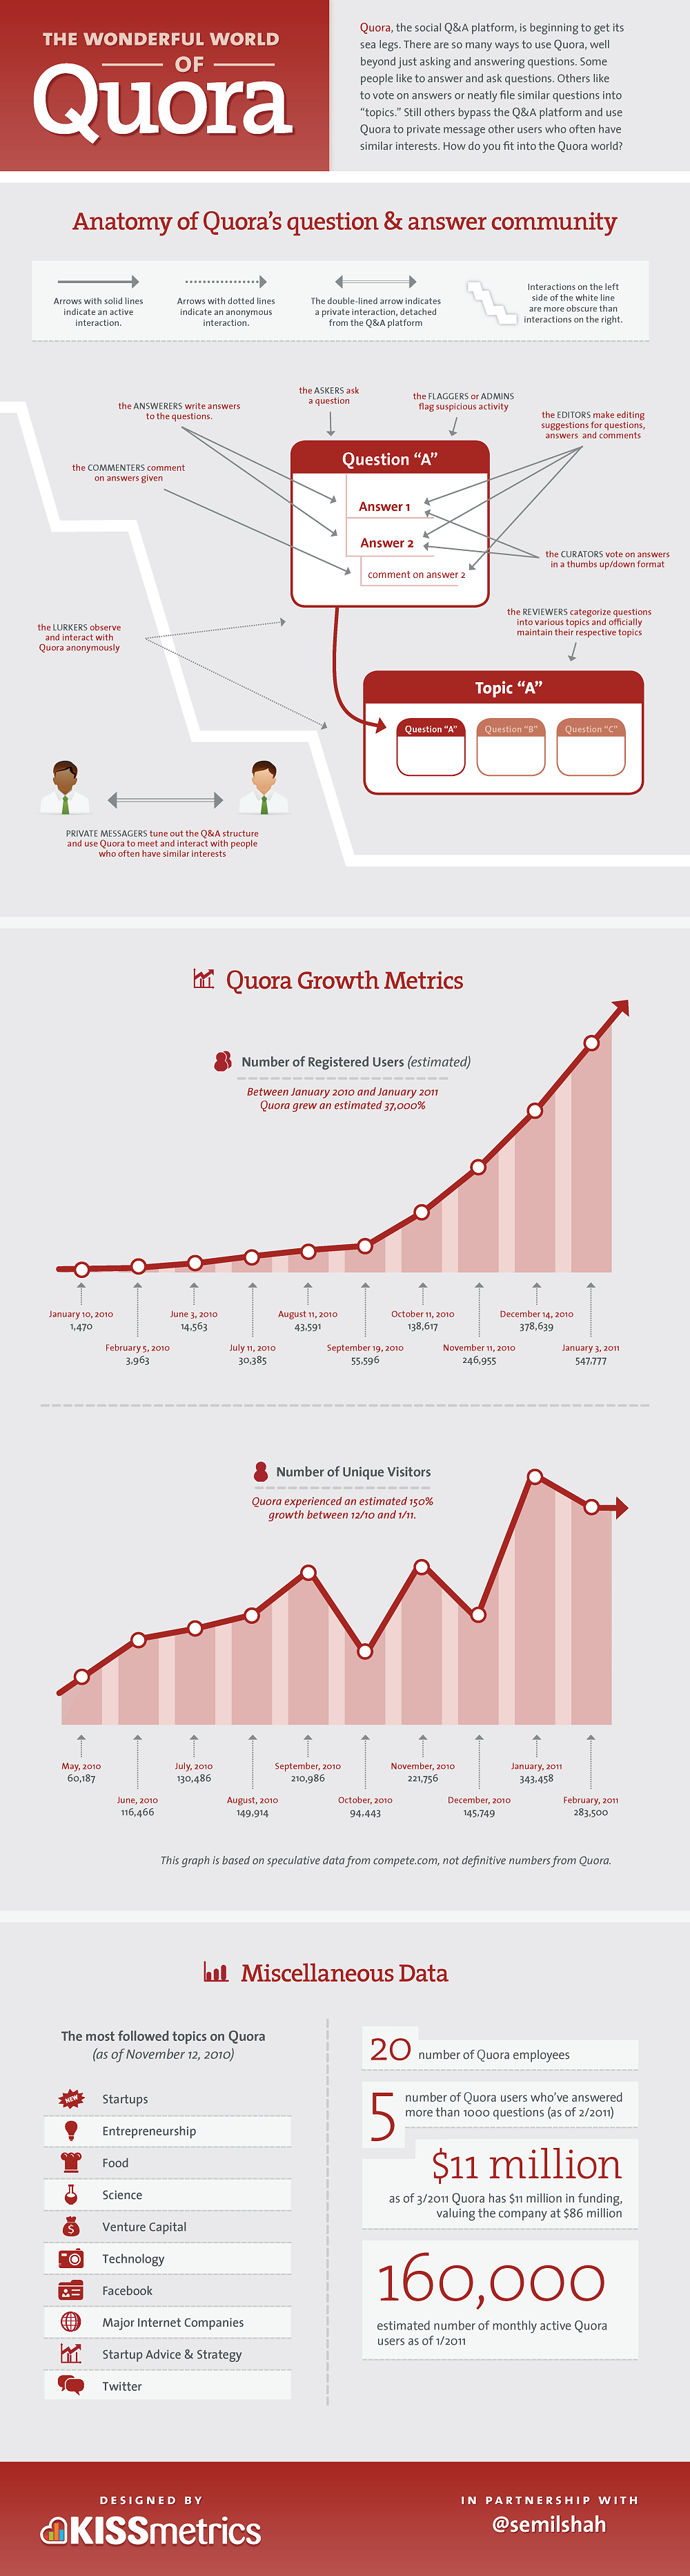 THE WONDERFUL WORLD
OF
Quora
Quora, the social Q&A platform, is beginning to get its
sea legs. There are so many ways to use Quora, well
beyond just asking and answering questions. Some
people like to answer and ask questions. Others like
to vote on answers or neatly file similar questions into
“topics.” Still others bypass the Q&A platform and use
Quora to private message other users who often have
similar interests. How do you fit into the Quora world?
Anatomy of Quora’s question & answer community
Arrows with solid lines
indicate an active
interaction.
Arrows with dotted lines
indicate an anonymous
interaction.
The double-lined arrow indicates
a private interaction, detached
from the Q&A platform
Interactions on the left
side of the white line
are more obscure than
interactions on the right.
the ASKERS ask
a question
the FLAGGERS or ADMINS
flag suspicious activity
the ANSWERERS write answers
to the questions.
the EDITORS make editing
suggestions for questions,
answers and comments
the COMMENTERS comment
on answers given
Question “A”
Answer 1
Answer 2
comment on answer 2
the CURATORS vote on answers
in a thumbs up/down format
the REVIEWERS categorize questions
into various topics and officially
maintain their respective topics
the LURKERS observe
and interact with
Quora anonymously
Topic “A”
Question “A”
Question “B”
Question “C”
PRIVATE MESSAGERS tune out the Q&A structure
and use Quora to meet and interact with people
who often have similar interests
Quora Growth Metrics
Number of Registered Users (estimated)
Between January 2010 and January 2011
Quora grew an estimated 37,000%
January 10, 2010
1,470
February 5, 2010
3,963
June 3, 2010
14,563
July 11, 2010
30,385
August 11, 2010
43,591
September 19, 2010
55,596
October 11, 2010
138,617
November 11, 2010
246,955
December 14, 2010
378,639
January 3, 2011
547,777
Number of Unique Visitors
Quora experienced an estimated 150%
growth between 12/10 and 1/11.
May, 2010
60,187
June, 2010
116,466
July, 2010
130,486
August, 2010
149,914
September, 2010
210,986
October, 2010
94,443
November, 2010
221,756
December, 2010
145,749
January, 2011
343,458
February, 2011
283,500
This graph is based on speculative data from compete.com, not definitive numbers from Quora.
Miscellaneous Data
The most followed topics on Quora
(as of November 12, 2010)
NEW
Startups
Entrepreneurship
Food
Science
$
Venture Capital
Technology
Facebook
Major Internet Companies
Startup Advice & Strategy
Twitter
20 number of Quora employees
5 number of Quora users who’ve answered
more than 1000 questions (as of 2/2011)
$11 million
as of 3/2011 Quora has $11 million in funding,
valuing the company at $86 million
160,000
estimated number of monthly active Quora
users as of 1/2011
DESIGNED BY
KISSmetrics
IN PARTNERSHIP WITH
@semilshah